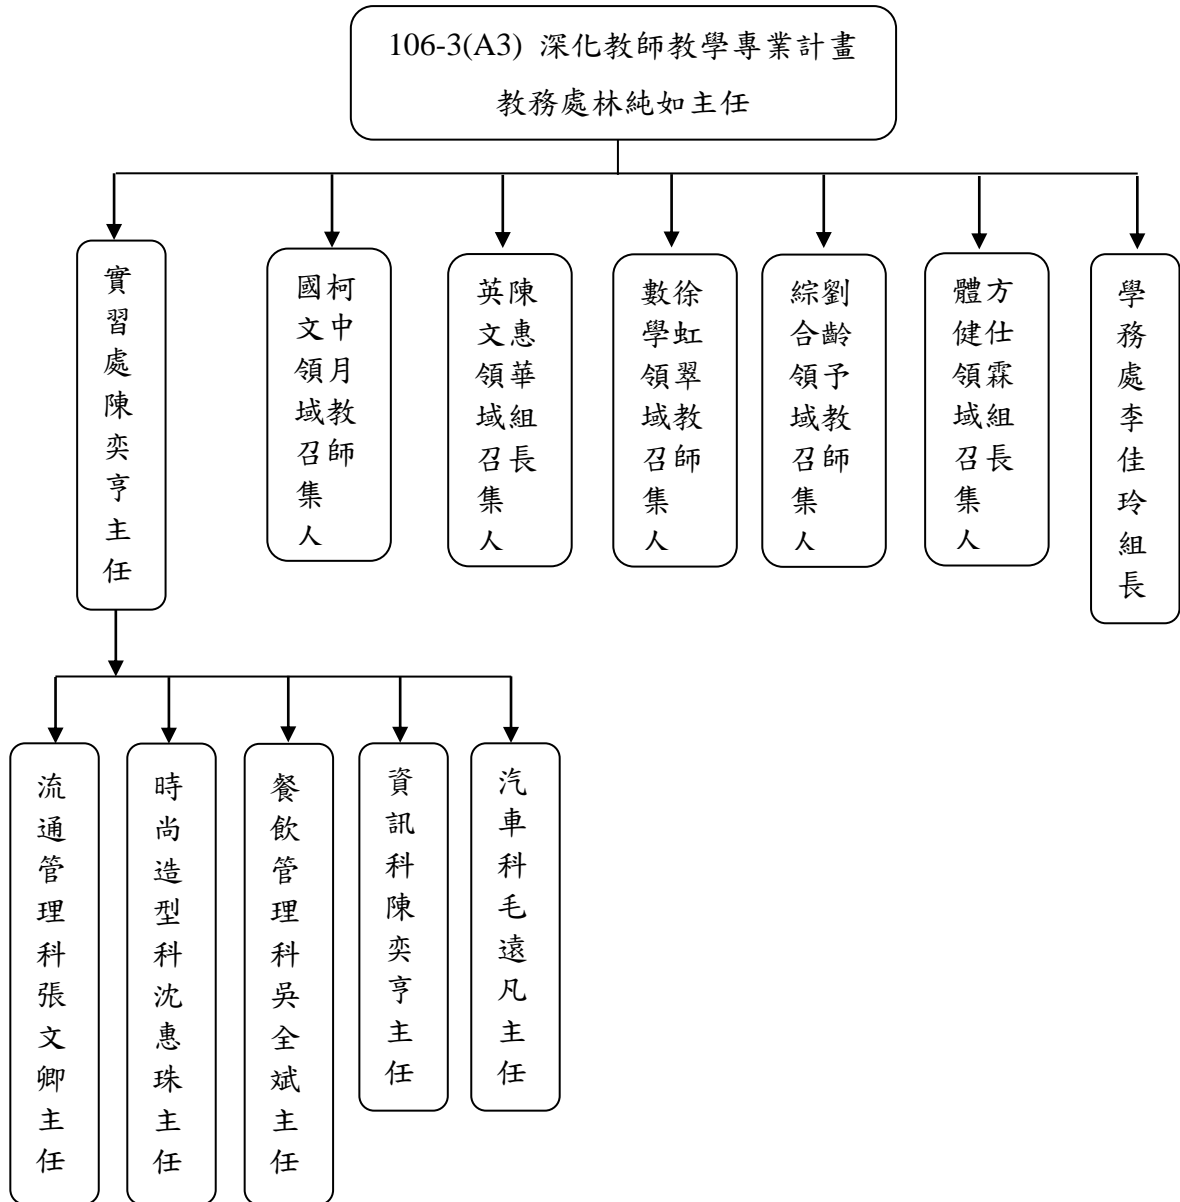 106-3(A3) 深化教師教學專業計畫
教務處林純如主任
實習處陳奕亨主任
國文領域召集人
柯中月教師
英文領域召集人
陳惠華組長
數學領域召集人
徐虹翠教師
綜合領域召集人
劉齡予教師
體健領域召集人
方仕霖組長
學務處李佳玲組長
流通管理科張文卿主任
時尚造型科沈惠珠主任
餐飲管理科吳全斌主任
資訊科陳奕亨主任
汽車科毛遠凡主任